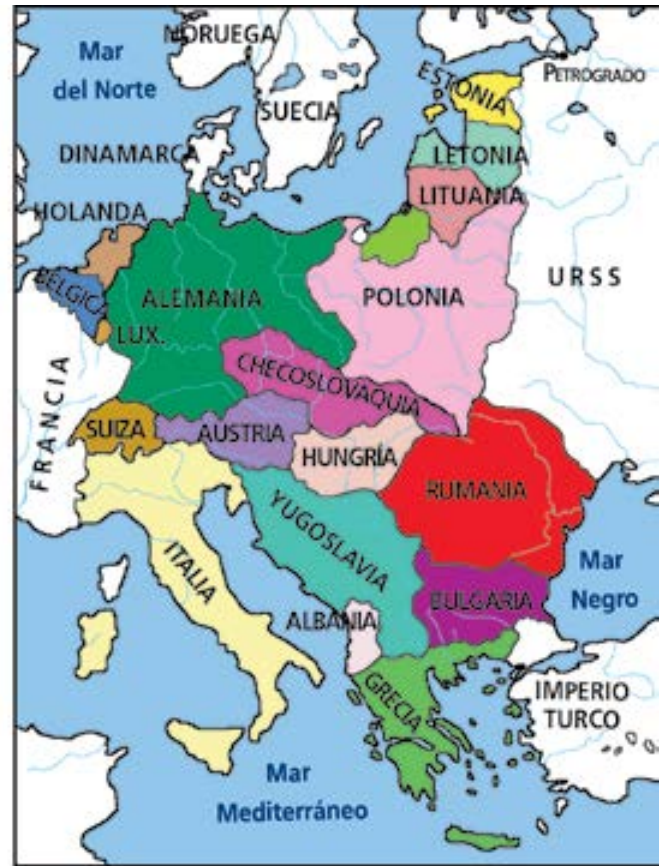 Mar
del Norte
NORUEGA
SUECIA
PETROGRADO
ESTONIA
DINAMARCA
LETONIA
LITUANIA
HOLANDA
URSS
BELGICA
ALEMANIA
POLONIA
LUX.
CHECOSLOVAQUIA
FRANCIA
SUIZA
AUSTRIA
HUNGRÍA
RUMANIA
YUGOSLAVIA
ITALIA
Mar
Negro
BULGARIA
ALBANIA
GRECIA
IMPERIO
TURCO
Mar
Mediterráneo